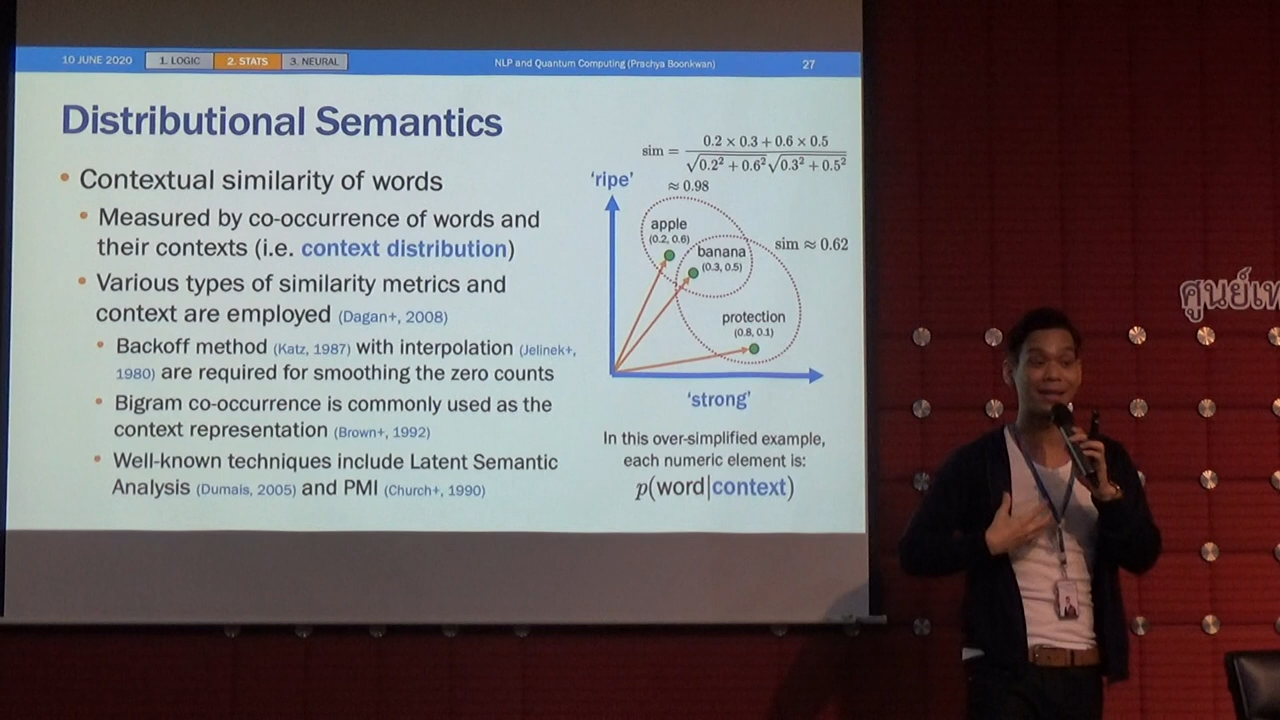 10 JUNE 2020
1. LOGIC
2. STATS
3. NEURAL
NLP and Quantum Computing (Prachya Boonkwan)
27
Distributional Semantics
• Contextual similarity of words
• Measured by co-occurrence of words and
their contexts (i.e. context distribution)
• Various types of similarity metrics and
context are employed (Dagan+, 2008)
• Backoff method (Katz, 1987) with interpolation (Jelinek+,
1980) are required for smoothing the zero counts
• Bigram co-occurrence is commonly used as the
context representation (Brown+, 1992)
• Well-known techniques include Latent Semantic
Analysis (Dumais, 2005) and PMI (Church+, 1990)
sim = (0.2 × 0.3 + 0.6 × 0.5) / (√0.2² + 0.6² √0.3² + 0.5²)
≈ 0.98
'ripe'
apple
(0.2, 0.6)
banana
(0.3, 0.5)
sim ≈ 0.62
protection
(0.8, 0.1)
'strong'
In this over-simplified example,
each numeric element is:
p(word|context)
ศูนย์เท